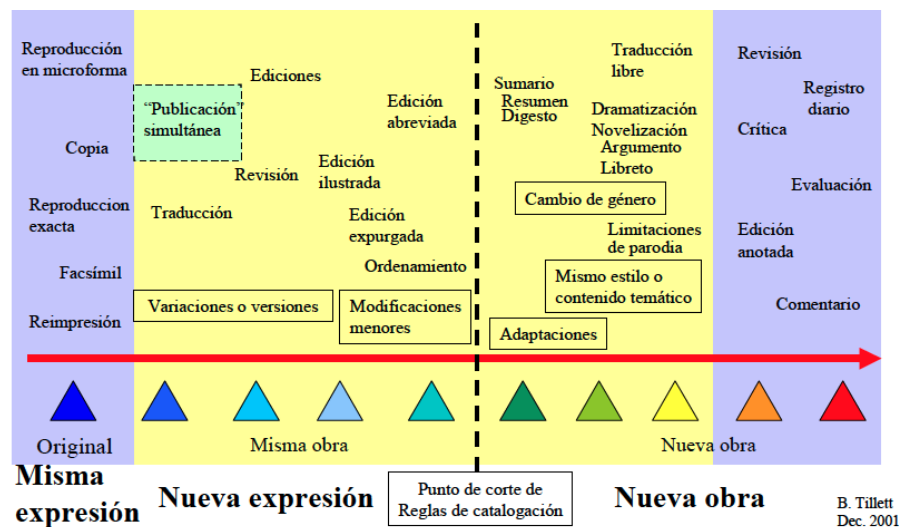 Reproducción
en microforma
Copia
Reproduccion
exacta
Facsímil
Reimpresión
Ediciones
“Publicación”
simultánea
Edición
abreviada
Revisión
Edición
ilustrada
Traducción
Edición
expurgada
Ordenamiento
Variaciones o versiones
Modificaciones
menores
Traducción
libre
Sumario
Resumen
Digesto
Dramatización
Novelización
Argumento
Libreto
Cambio de género
Limitaciones
de parodia
Mismo estilo o
contenido temático
Adaptaciones
Revisión
Registro
diario
Crítica
Evaluación
Edición
anotada
Comentario
Original
Misma obra
Nueva obra
Misma
expresión
Nueva expresión
Punto de corte de
Reglas de catalogación
Nueva obra
B. Tillett
Dec. 2001